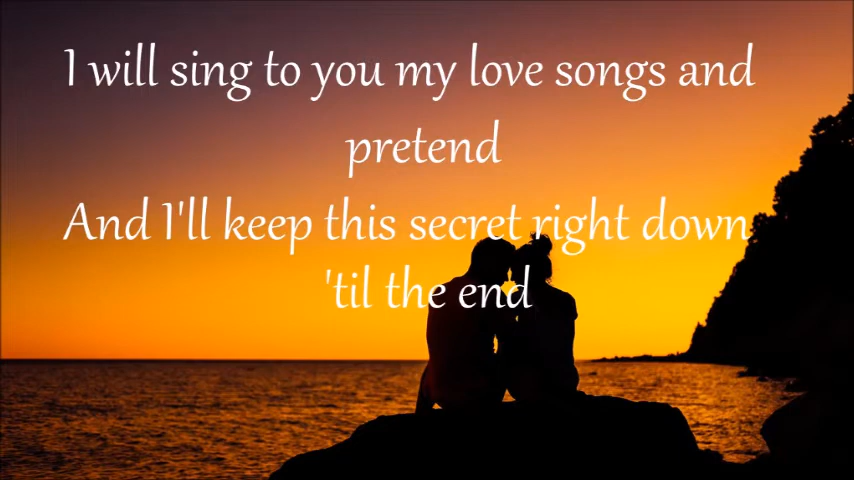 I will sing to you my love songs and
pretend
And I'll keep this secret right down
'til the end